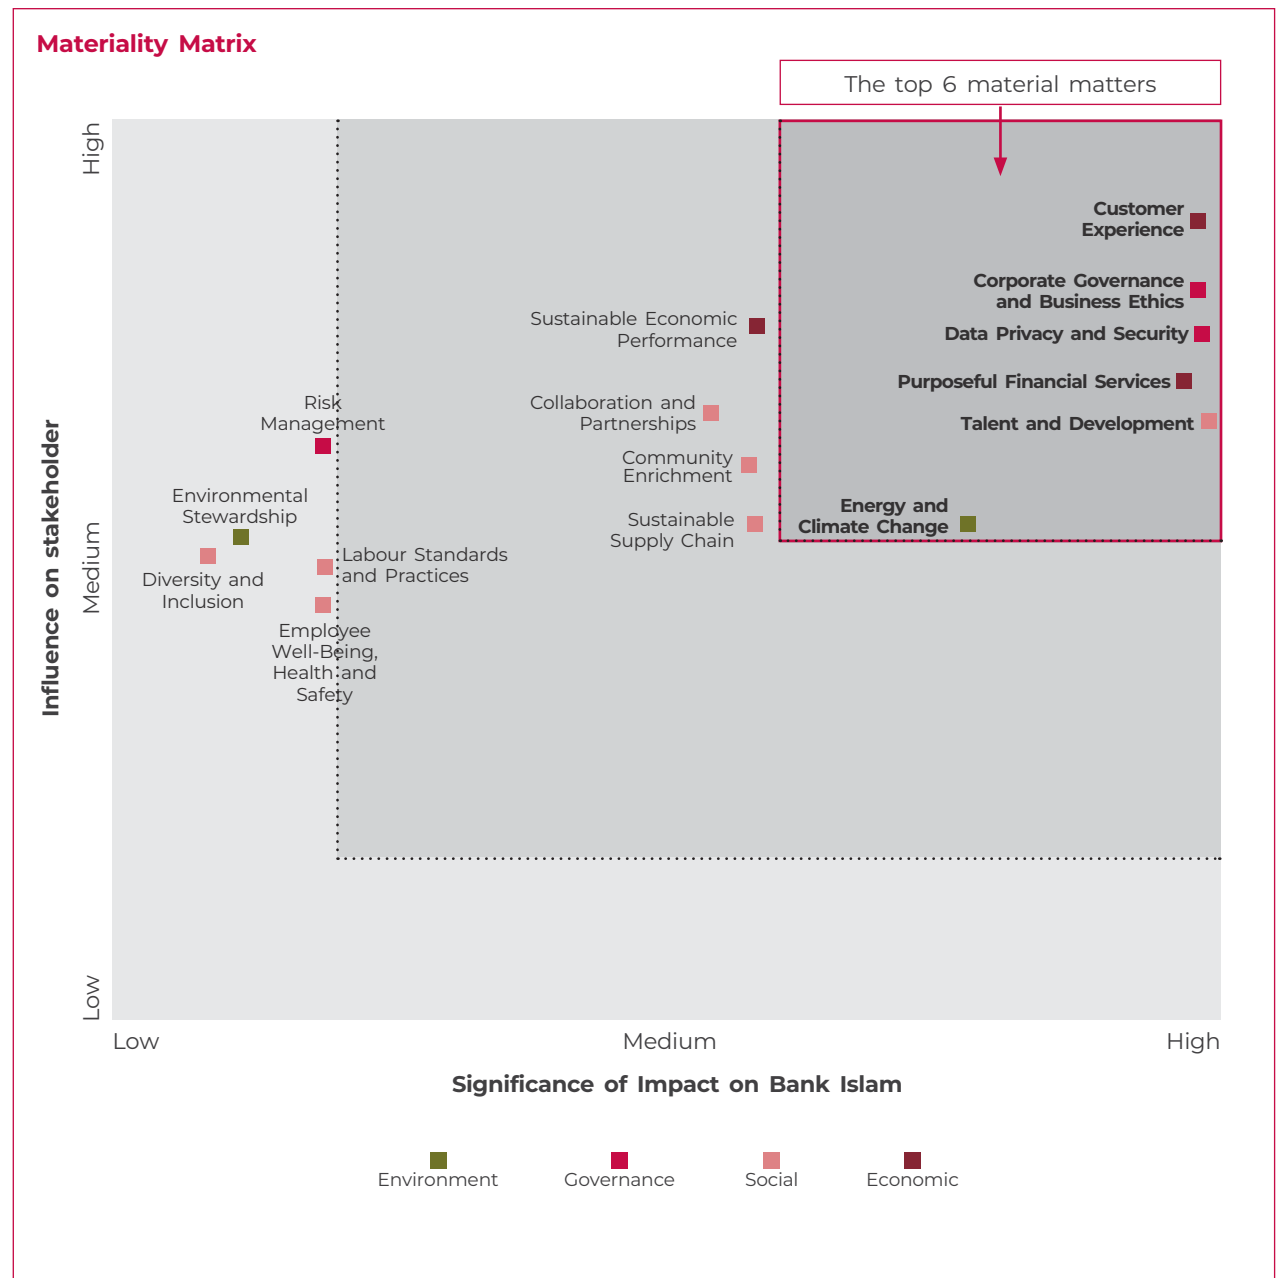 Materiality Matrix
The top 6 material matters
High
Medium
Low
Influence on stakeholder
Customer
Experience
Corporate Governance
and Business Ethics
Data Privacy and Security
Purposeful Financial Services
Talent and Development
Energy and
Climate Change
Sustainable Economic
Performance
Collaboration and
Partnerships
Community
Enrichment
Sustainable
Supply Chain
Risk
Management
Environmental
Stewardship
Diversity and
Inclusion
Labour Standards
and Practices
Employee
Well-Being,
Health and
Safety
Low
Medium
High
Significance of Impact on Bank Islam
Environment
Governance
Social
Economic